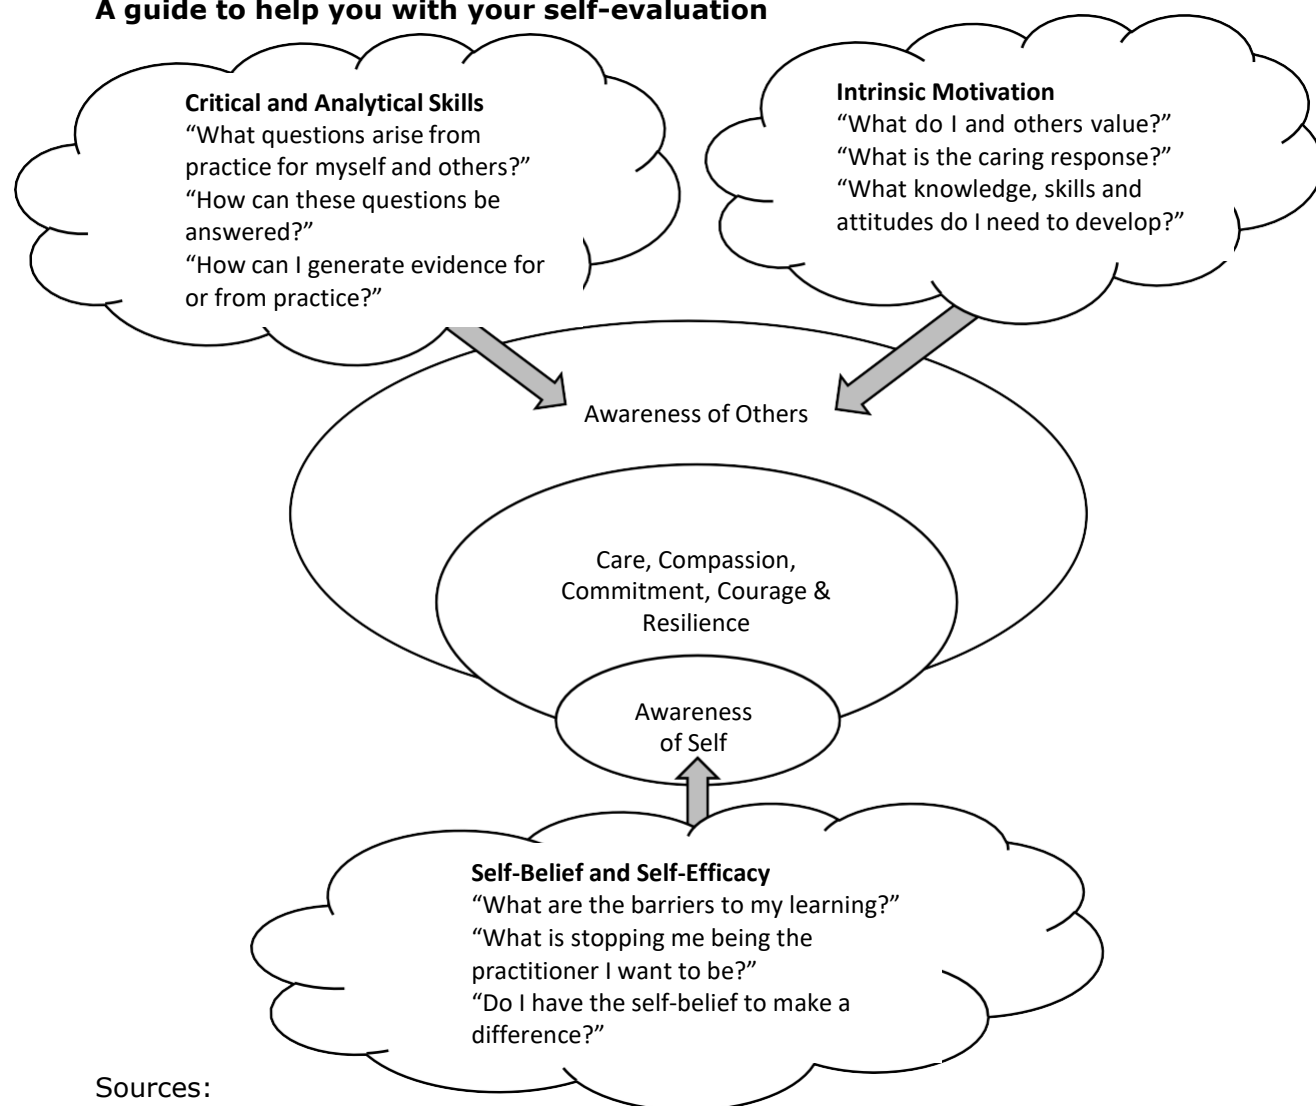 A guide to help you with your self-evaluation
Critical and Analytical Skills
“What questions arise from
practice for myself and others?”
“How can these questions be
answered?”
“How can I generate evidence for
or from practice?”
Intrinsic Motivation
“What do I and others value?”
“What is the caring response?”
“What knowledge, skills and
attitudes do I need to develop?”
Awareness of Others
Care, Compassion,
Commitment, Courage &
Resilience
Awareness
of Self
Self-Belief and Self-Efficacy
“What are the barriers to my learning?”
“What is stopping me being the
practitioner I want to be?”
“Do I have the self-belief to make a
difference?”
Sources: